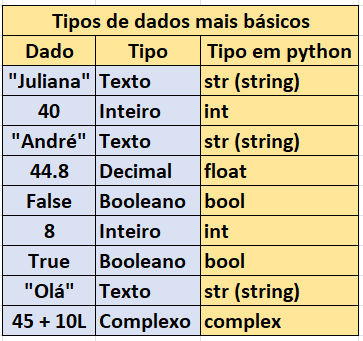 Tipos de dados mais básicos
Dado Tipo Tipo em python
"Juliana" Texto str (string)
40 Inteiro int
"André" Texto str (string)
44.8 Decimal float
False Booleano bool
8 Inteiro int
True Booleano bool
"Olá" Texto str (string)
45 + 10L Complexo complex